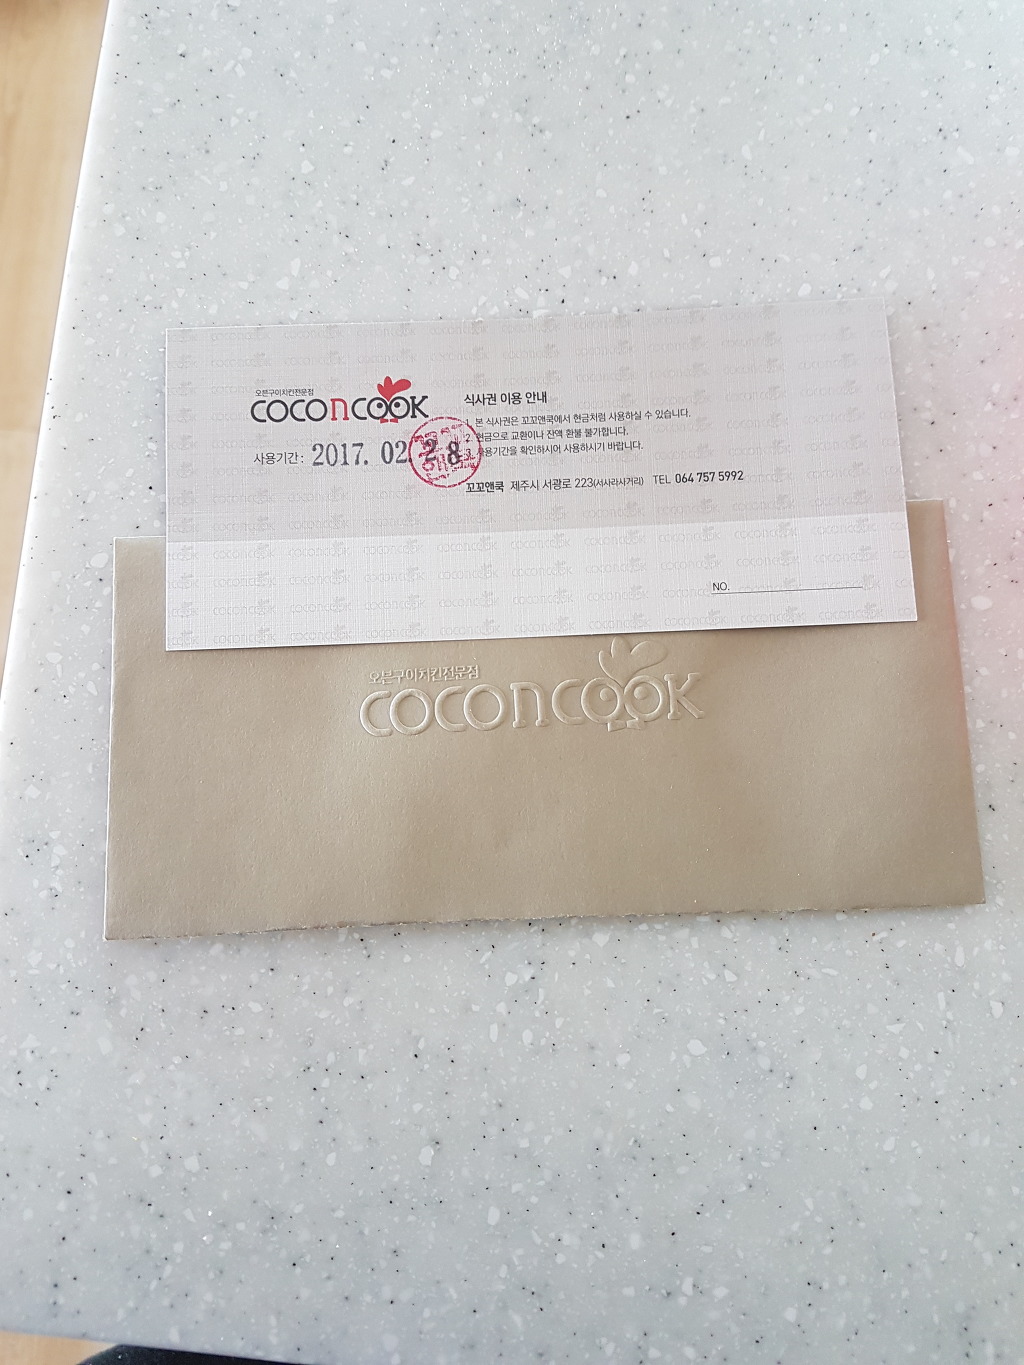 오븐구이치킨전문점
COCONCOOK
사용기간: 2017. 02. 28
식사권 이용 안내
1. 본 식사권은 꼬꼬앤쿡에서 현금처럼 사용하실 수 있습니다.
2. 현금으로 교환이나 잔액 환불 불가합니다.
3. 사용기간을 확인하시어 사용하시기 바랍니다.
꼬꼬앤쿡 제주시 서광로 223(서사라사거리) TEL 064 757 5992
NO.
오븐구이치킨전문점
COCONCOOK